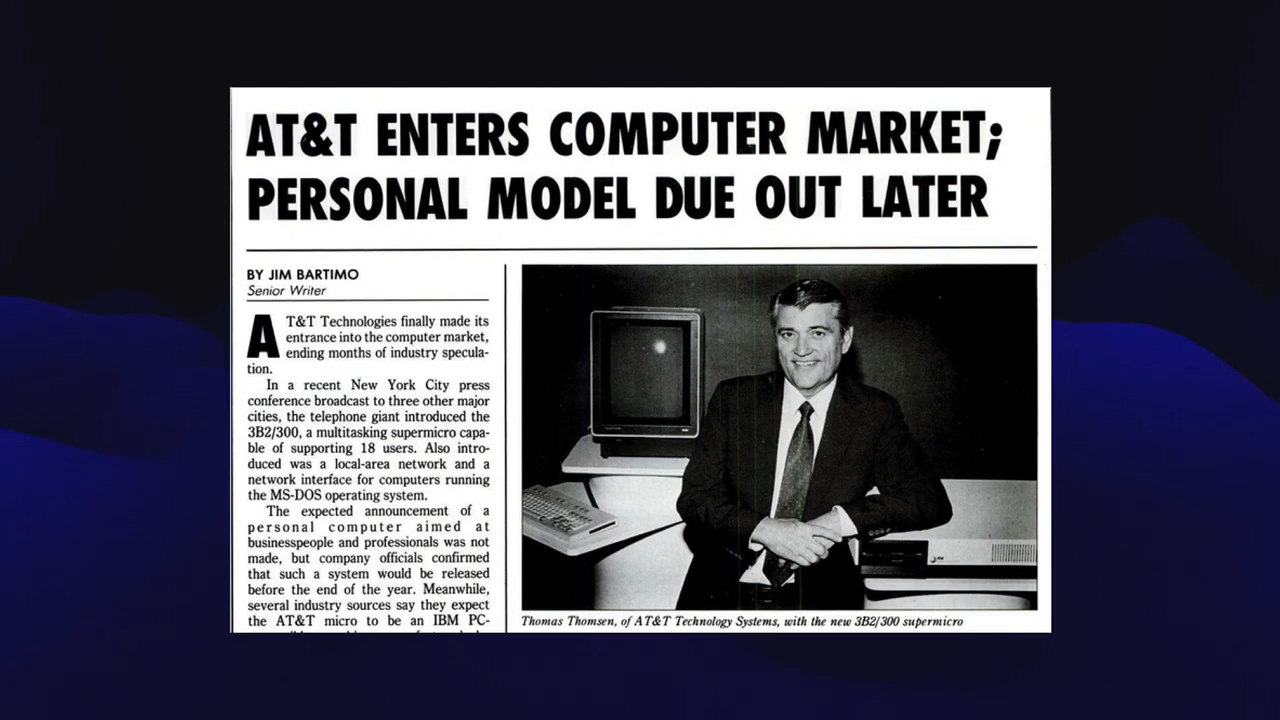 AT&T ENTERS COMPUTER MARKET;
PERSONAL MODEL DUE OUT LATER
BY JIM BARTIMO
Senior Writer
AT&T Technologies finally made its
entrance into the computer market,
ending months of industry specula-
tion.
In a recent New York City press
conference broadcast to three other major
cities, the telephone giant introduced the
3B2/300, a multitasking supermicro capa-
ble of supporting 18 users. Also intro-
duced was a local-area network and a
network interface for computers running
the MS-DOS operating system.
The expected announcement of a
personal computer aimed at
businesspeople and professionals was not
made, but company officials confirmed
that such a system would be released
before the end of the year. Meanwhile,
several industry sources say they expect
the AT&T micro to be an IBM PC-
Thomas Thomsen, of AT&T Technology Systems, with the new 3B2/300 supermicro